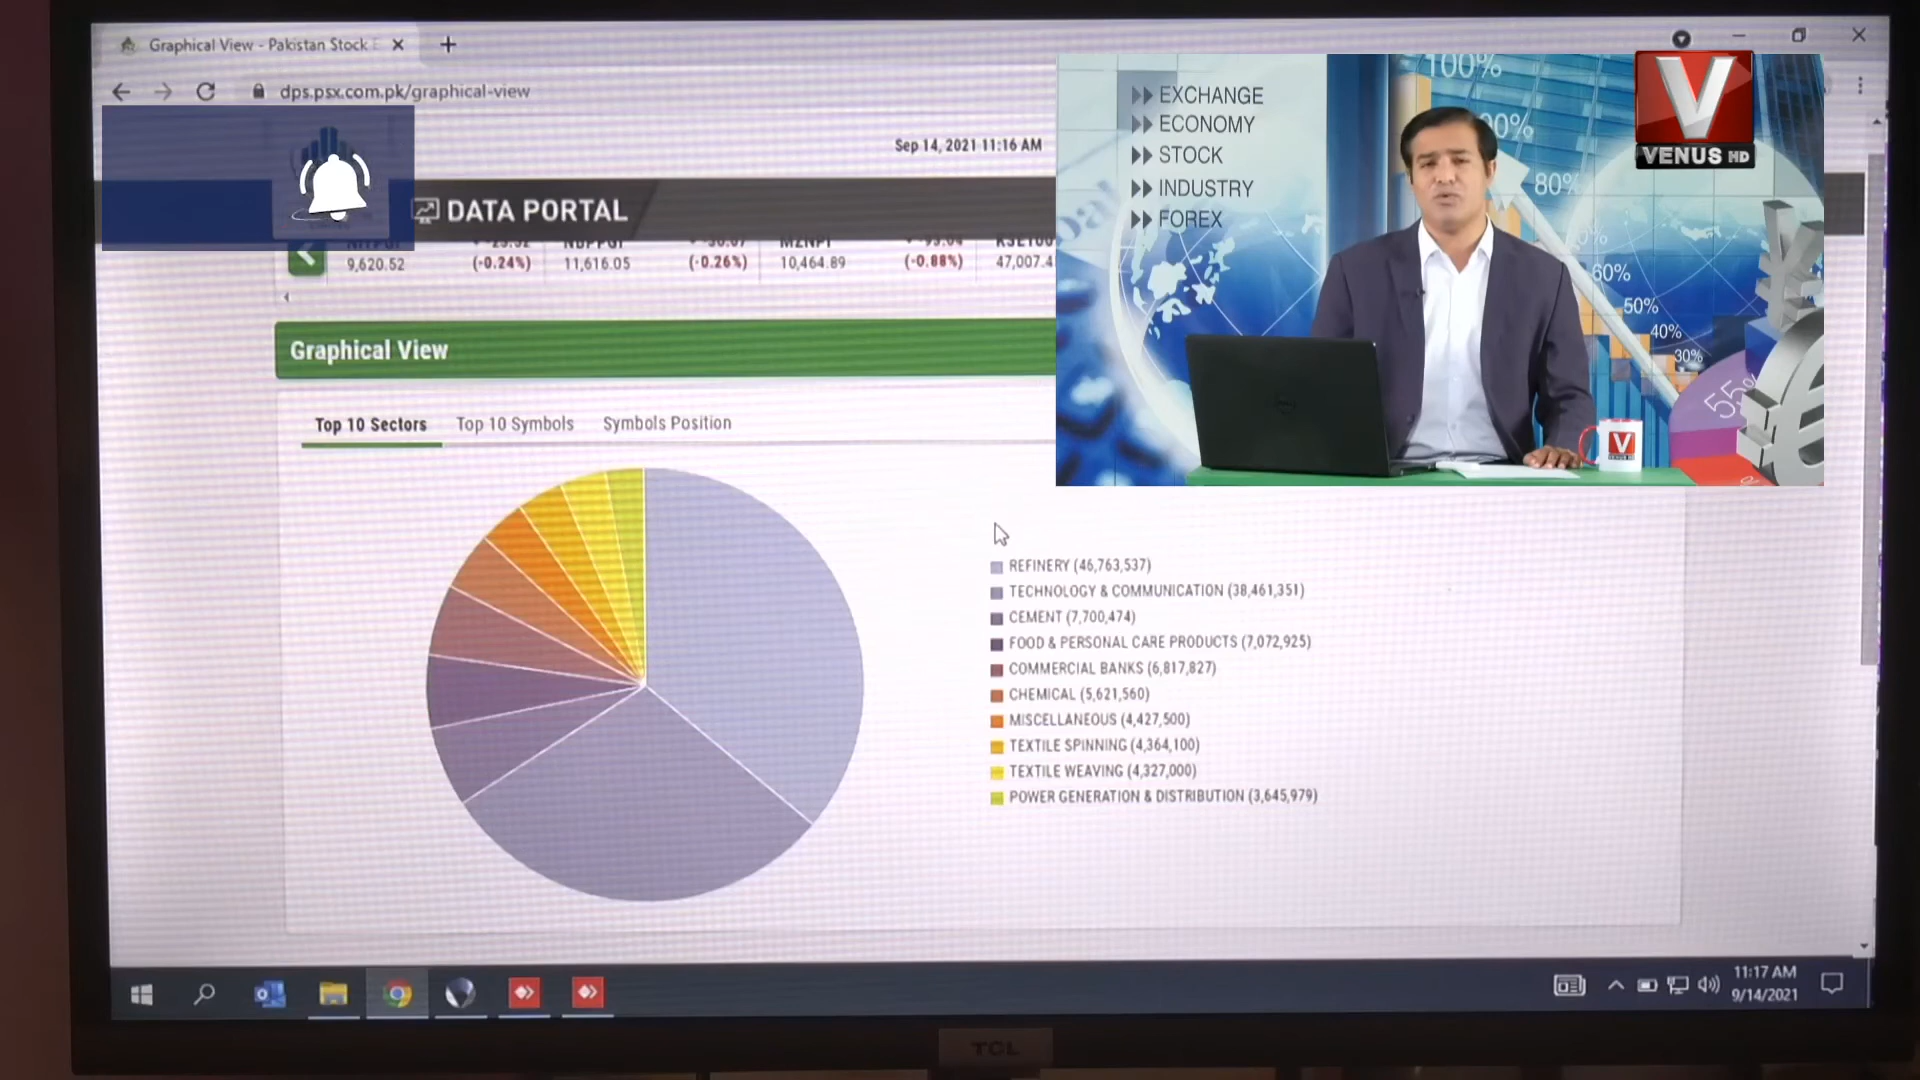 Graphical View - Pakistan Stock E
dps.psx.com.pk/graphical-view
Sep 14, 2021 11:16 AM
DATA PORTAL
9,620.52 (-0.24%)
11,616.05 (-0.26%)
10,464.89 (-0.88%)
47,007.4
Graphical View
Top 10 Sectors Top 10 Symbols Symbols Position
REFINERY (46,763,537)
TECHNOLOGY & COMMUNICATION (38,461,351)
CEMENT (7,700,474)
FOOD & PERSONAL CARE PRODUCTS (7,072,925)
COMMERCIAL BANKS (6,817,827)
CHEMICAL (5,621,560)
MISCELLANEOUS (4,427,500)
TEXTILE SPINNING (4,364,100)
TEXTILE WEAVING (4,327,000)
POWER GENERATION & DISTRIBUTION (3,645,979)
EXCHANGE
ECONOMY
STOCK
INDUSTRY
FOREX
100%
80%
60%
50%
40%
30%
55%
V
VENUS HD
V
11:17 AM
9/14/2021
TCL